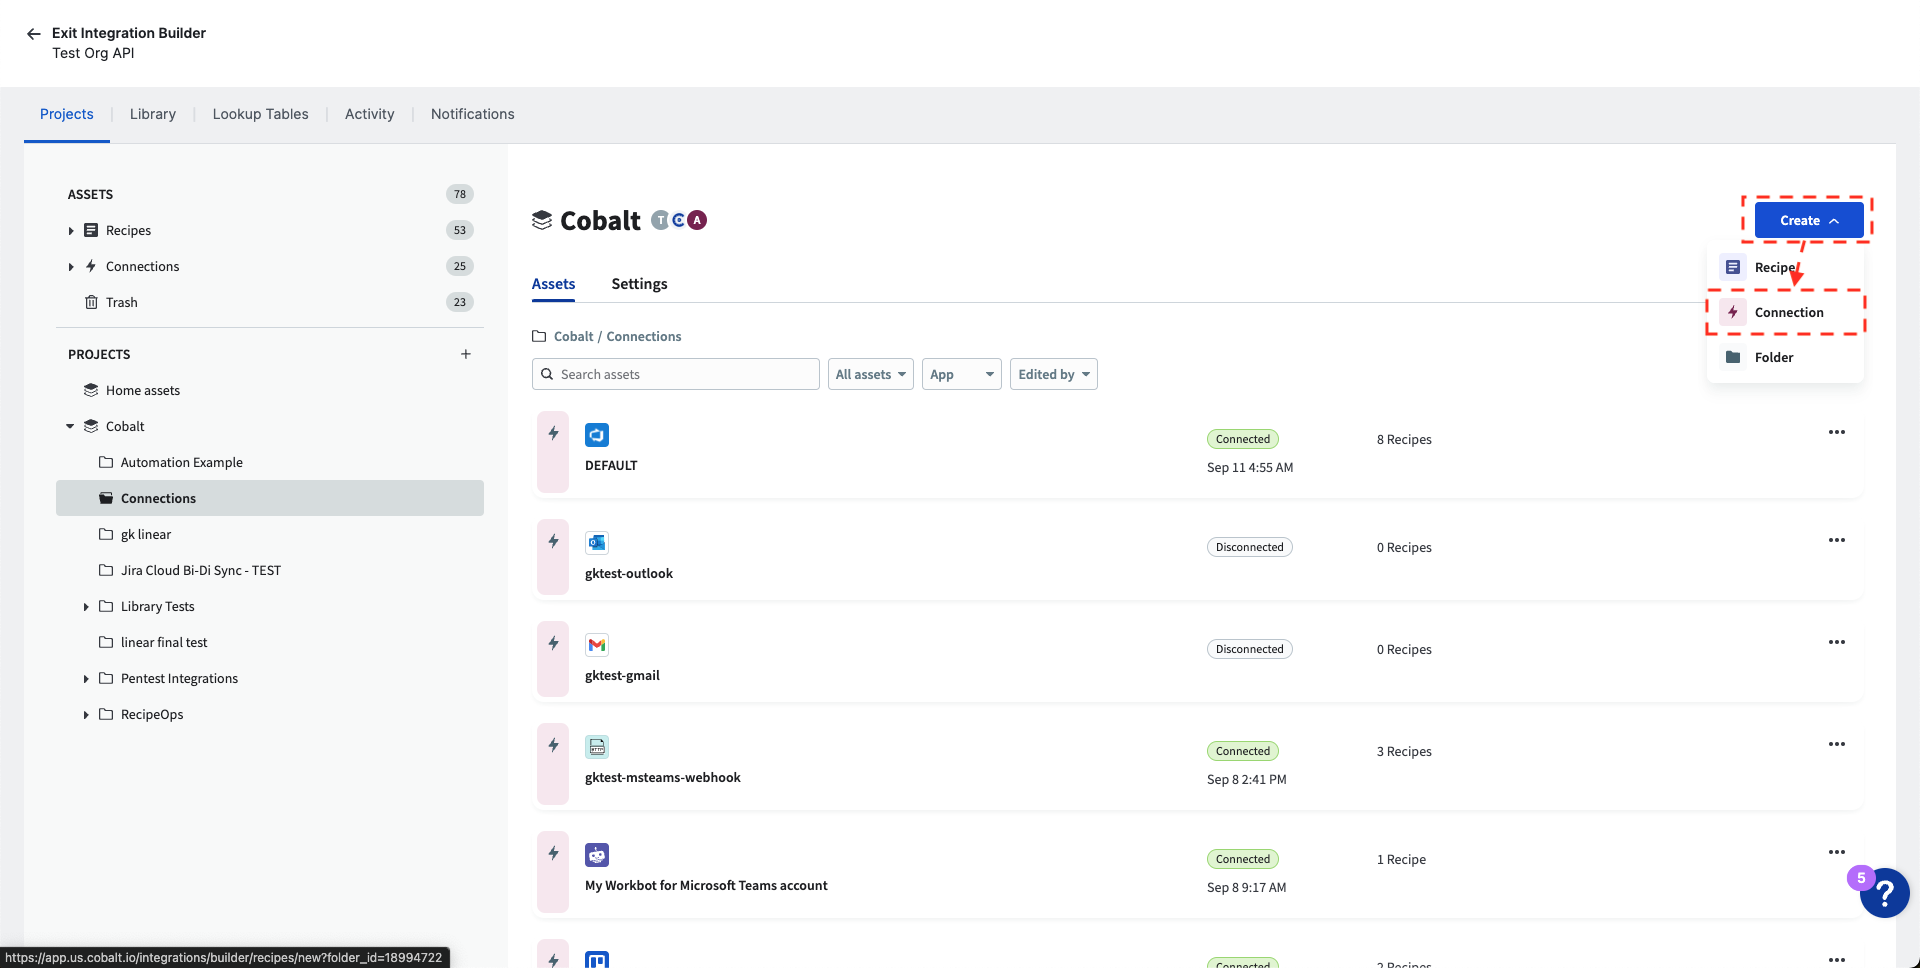 Exit Integration Builder
Test Org API
Projects
Library
Lookup Tables
Activity
Notifications
ASSETS
78
Recipes
53
Connections
25
Trash
23
PROJECTS
Home assets
Cobalt
Automation Example
Connections
gk linear
Jira Cloud Bi-Di Sync - TEST
Library Tests
linear final test
Pentest Integrations
RecipeOps
Cobalt
T
C
A
Create
Recipe
Connection
Folder
Assets
Settings
Cobalt / Connections
Search assets
All assets
App
Edited by
DEFAULT
Connected
Sep 11 4:55 AM
8 Recipes
gktest-outlook
Disconnected
0 Recipes
gktest-gmail
Disconnected
0 Recipes
HTTP
gktest-msteams-webhook
Connected
Sep 8 2:41 PM
3 Recipes
My Workbot for Microsoft Teams account
Connected
Sep 8 9:17 AM
1 Recipe
Connected
2 Recipes
5
?
https://app.us.cobalt.io/integrations/builder/recipes/new?folder_id=18994722